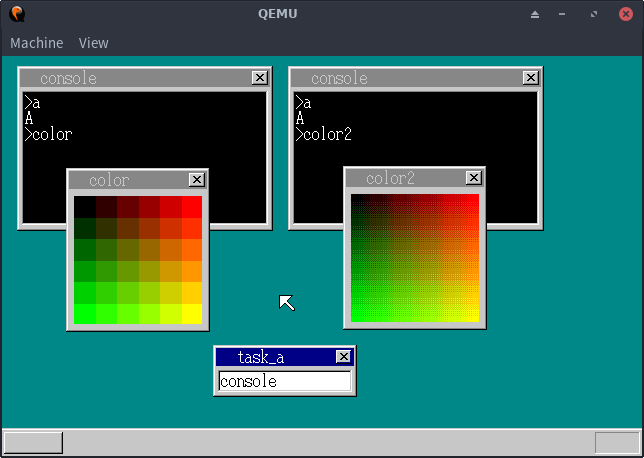 QEMU
Machine View
console
>a
A
>color
console
>a
A
>color2
color
color2
task_a
console